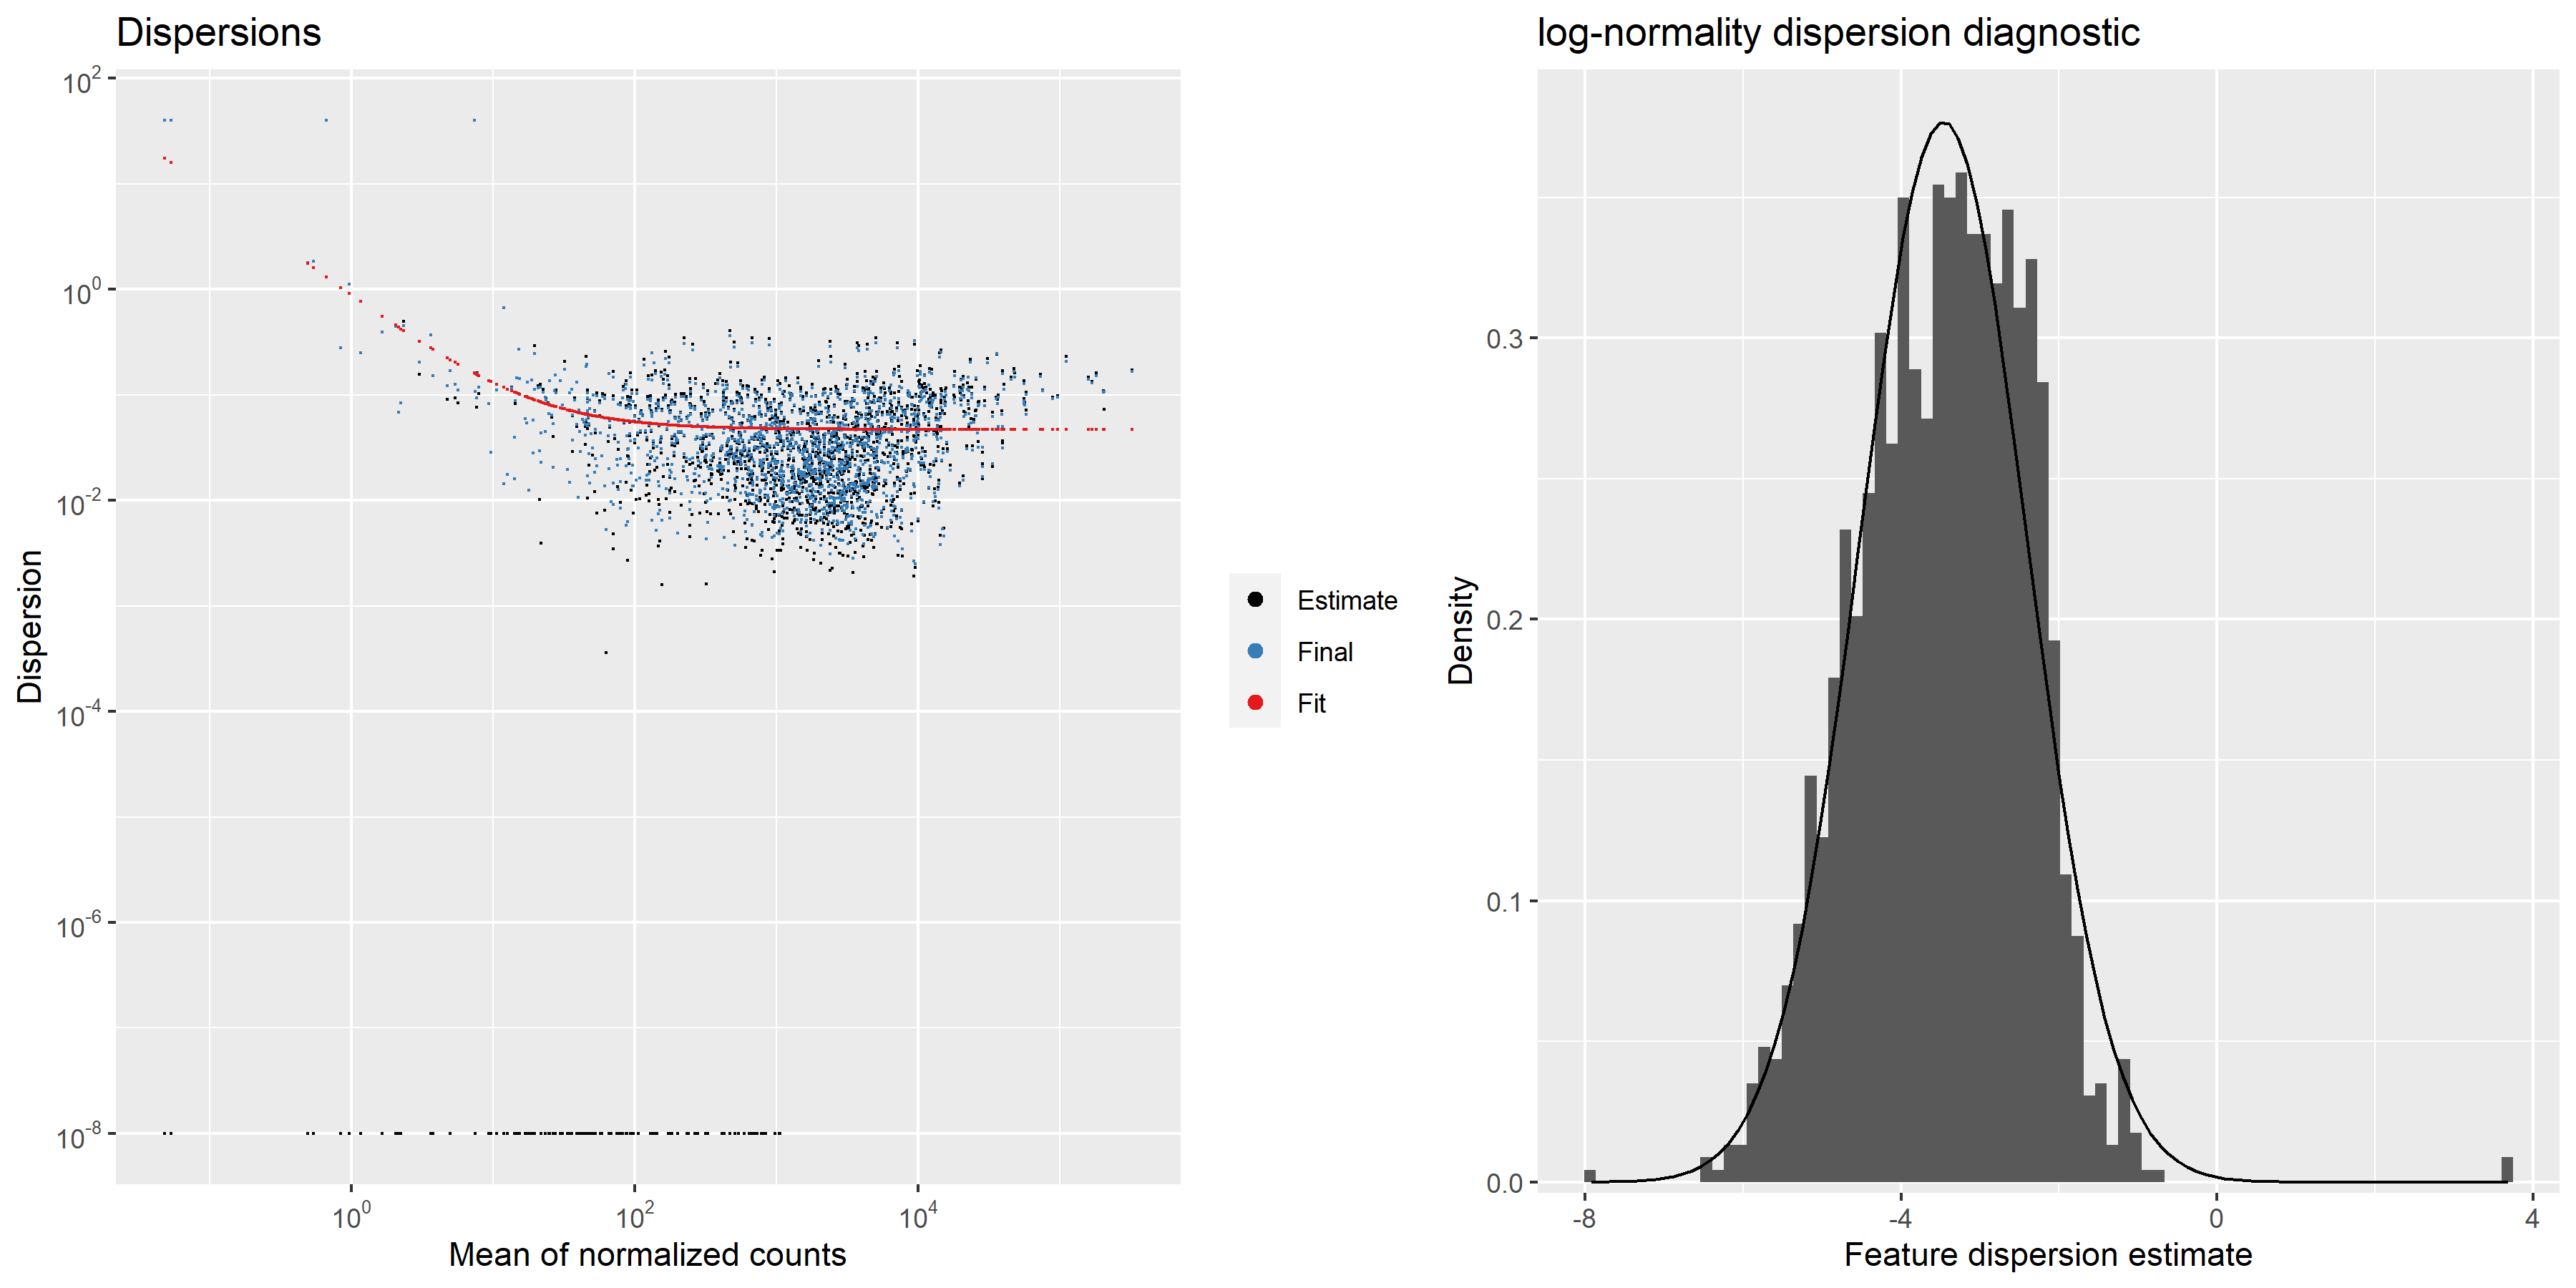 Dispersions
10^2
10^0
10^-2
10^-4
10^-6
10^-8
Dispersion
10^0 10^2 10^4
Mean of normalized counts
Estimate
Final
Fit
log-normality dispersion diagnostic
0.3
0.2
0.1
0.0
Density
-8 -4 0 4
Feature dispersion estimate